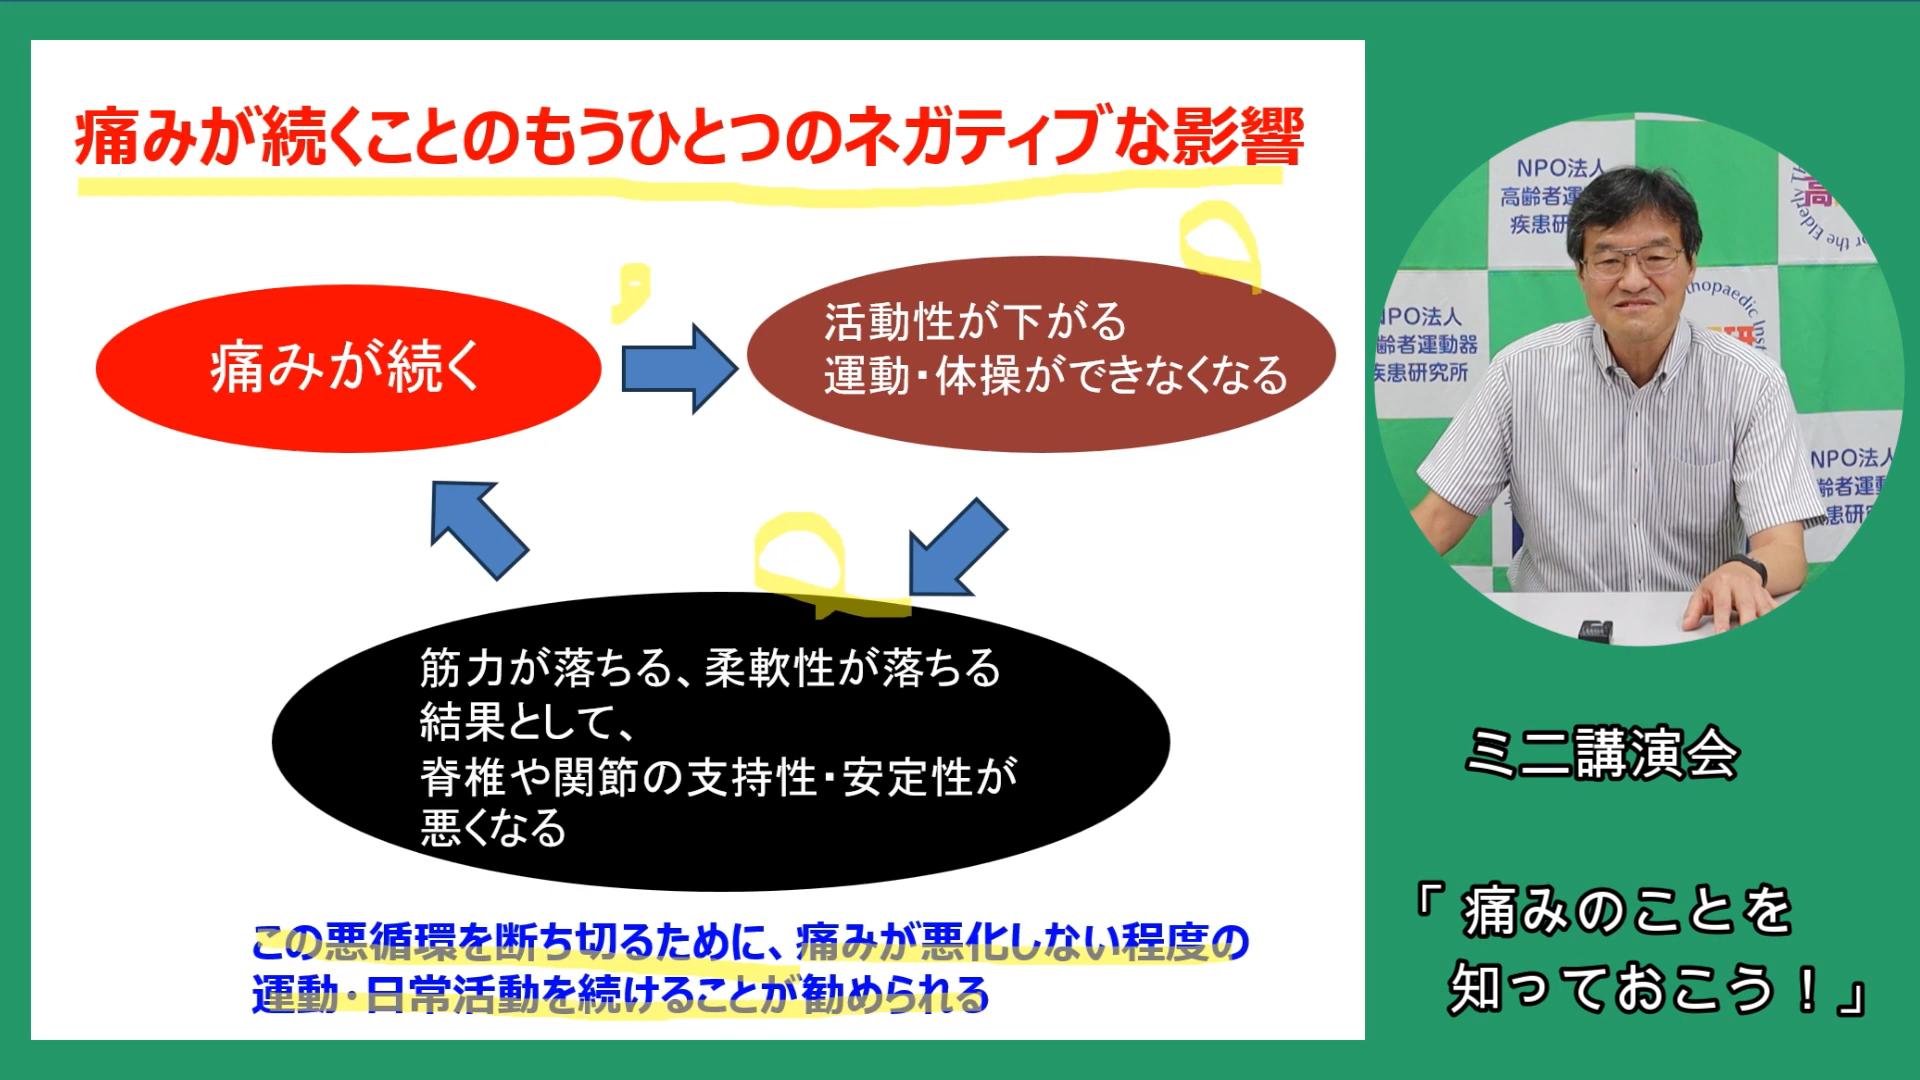 痛みが続くことのもうひとつのネガティブな影響
痛みが続く
活動性が下がる
運動・体操ができなくなる
筋力が落ちる、柔軟性が落ちる
結果として、
脊椎や関節の支持性・安定性が
悪くなる
この悪循環を断ち切るために、痛みが悪化しない程度の
運動・日常活動を続けることが勧められる
NPO法人
高齢者運
疾患研
for the Elderly
NPO法人
齢者運動器
疾患研究所
thopaedic Inst
NPO法人
齢者運動
患研究
ミニ講演会
「 痛みのことを
知っておこう！」